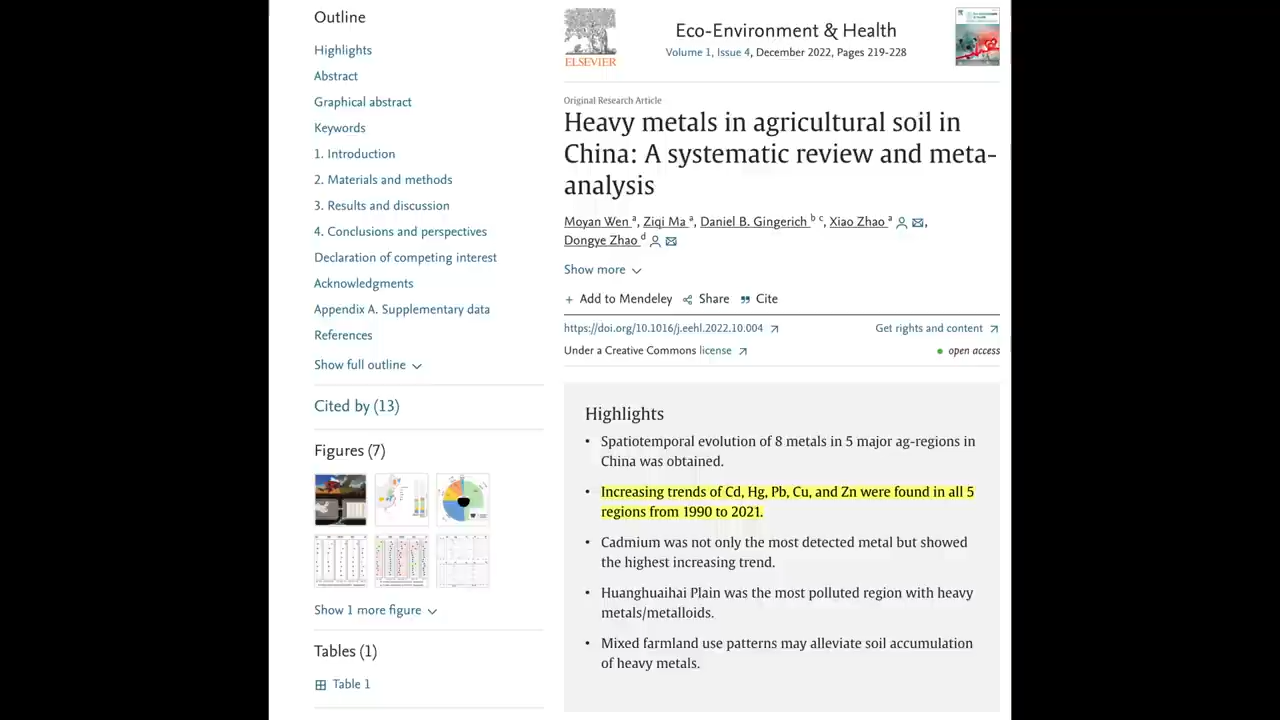 Outline
Highlights
Abstract
Graphical abstract
Keywords
1. Introduction
2. Materials and methods
3. Results and discussion
4. Conclusions and perspectives
Declaration of competing interest
Acknowledgments
Appendix A. Supplementary data
References
Show full outline
Cited by (13)
Figures (7)
Show 1 more figure
Tables (1)
Table 1
ELSEVIER
Eco-Environment & Health
Volume 1, Issue 4, December 2022, Pages 219-228
Original Research Article
Heavy metals in agricultural soil in
China: A systematic review and meta-
analysis
Moyan Wen a, Ziqi Ma a, Daniel B. Gingerich b c, Xiao Zhao a,
Dongye Zhao d
Show more
+ Add to Mendeley Share Cite
https://doi.org/10.1016/j.eehl.2022.10.004 Get rights and content
Under a Creative Commons license open access
Highlights
• Spatiotemporal evolution of 8 metals in 5 major ag-regions in
China was obtained.
• Increasing trends of Cd, Hg, Pb, Cu, and Zn were found in all 5
regions from 1990 to 2021.
• Cadmium was not only the most detected metal but showed
the highest increasing trend.
• Huanghuaihai Plain was the most polluted region with heavy
metals/metalloids.
• Mixed farmland use patterns may alleviate soil accumulation
of heavy metals.